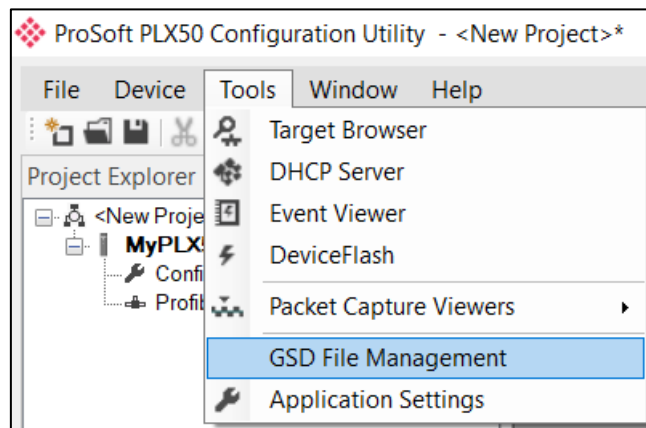 ProSoft PLX50 Configuration Utility - <New Project>*
File Device Tools Window Help
Project Explorer
<New Proje
MyPLX5
Confi
Profi
Target Browser
DHCP Server
Event Viewer
DeviceFlash
Packet Capture Viewers
GSD File Management
Application Settings